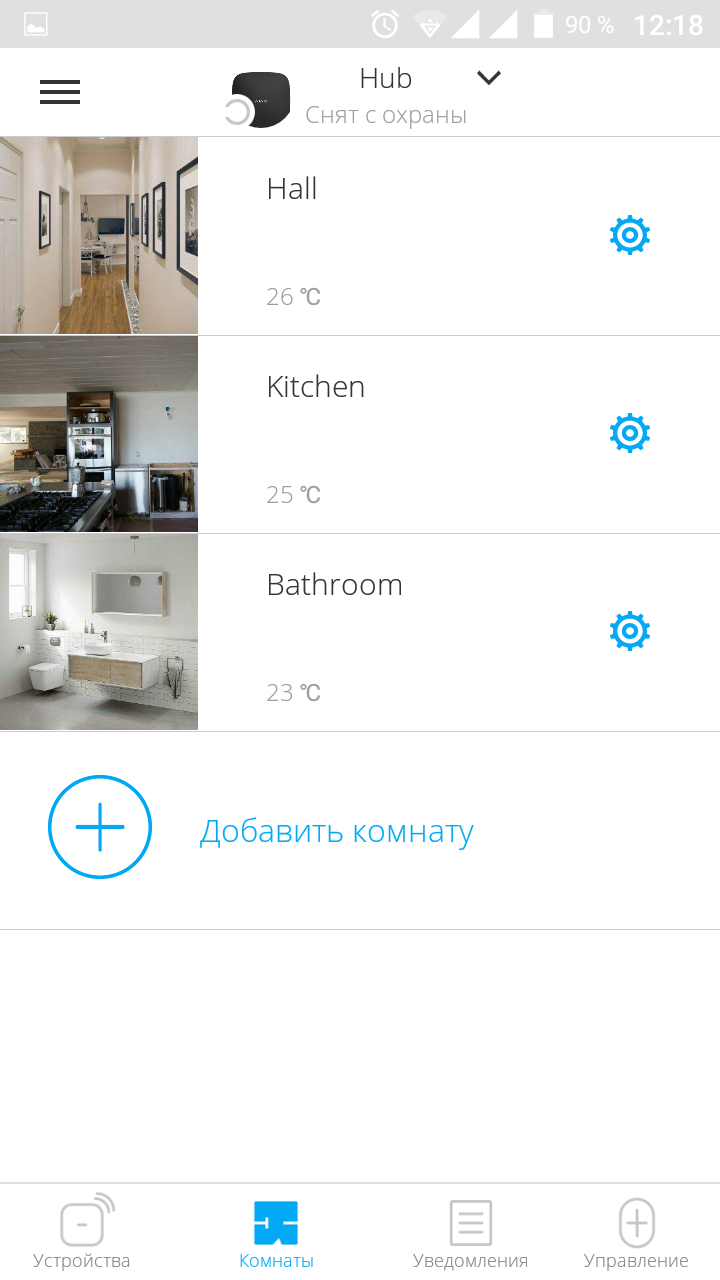 90 % 12:18
Hub
Снят с охраны
Hall
26 ℃
Kitchen
25 ℃
Bathroom
23 ℃
Добавить комнату
Устройства Комнаты Уведомления Управление